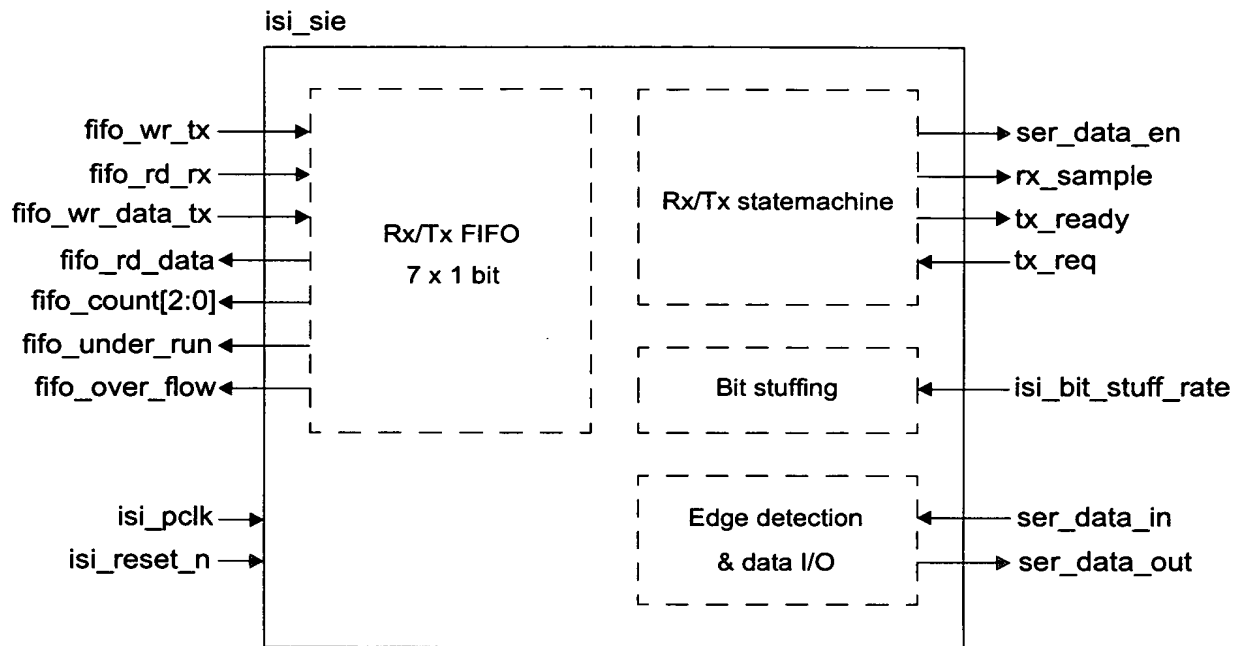 isi_sie
fifo_wr_tx
fifo_rd_rx
fifo_wr_data_tx
fifo_rd_data
fifo_count[2:0]
fifo_under_run
fifo_over_flow
isi_pclk
isi_reset_n
Rx/Tx FIFO
7 x 1 bit
Rx/Tx statemachine
Bit stuffing
Edge detection
& data I/O
ser_data_en
rx_sample
tx_ready
tx_req
isi_bit_stuff_rate
ser_data_in
ser_data_out